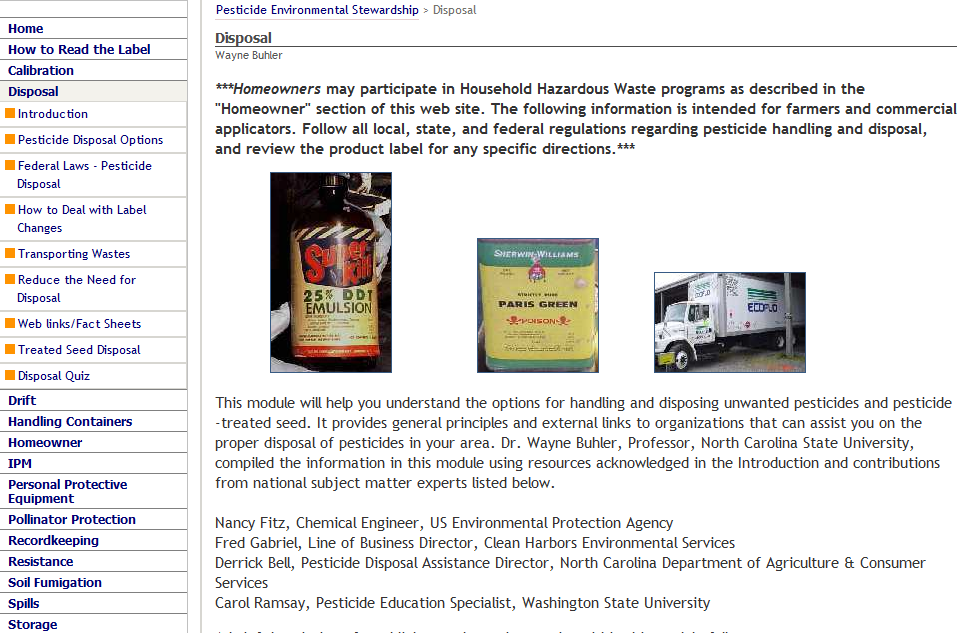 Home
How to Read the Label
Calibration
Disposal
Introduction
Pesticide Disposal Options
Federal Laws - Pesticide
Disposal
How to Deal with Label
Changes
Transporting Wastes
Reduce the Need for
Disposal
Web links/Fact Sheets
Treated Seed Disposal
Disposal Quiz
Drift
Handling Containers
Homeowner
IPM
Personal Protective
Equipment
Pollinator Protection
Recordkeeping
Resistance
Soil Fumigation
Spills
Storage
Pesticide Environmental Stewardship > Disposal
Disposal
Wayne Buhler
***Homeowners may participate in Household Hazardous Waste programs as described in the
"Homeowner" section of this web site. The following information is intended for farmers and commercial
applicators. Follow all local, state, and federal regulations regarding pesticide handling and disposal,
and review the product label for any specific directions.***
Super
Kill
25% DDT
EMULSION
SHERWIN-WILLIAMS
STRICTLY PURE
PARIS GREEN
POISON
ECOFLO
ECOFLO
This module will help you understand the options for handling and disposing unwanted pesticides and pesticide
-treated seed. It provides general principles and external links to organizations that can assist you on the
proper disposal of pesticides in your area. Dr. Wayne Buhler, Professor, North Carolina State University,
compiled the information in this module using resources acknowledged in the Introduction and contributions
from national subject matter experts listed below.
Nancy Fitz, Chemical Engineer, US Environmental Protection Agency
Fred Gabriel, Line of Business Director, Clean Harbors Environmental Services
Derrick Bell, Pesticide Disposal Assistance Director, North Carolina Department of Agriculture & Consumer
Services
Carol Ramsay, Pesticide Education Specialist, Washington State University